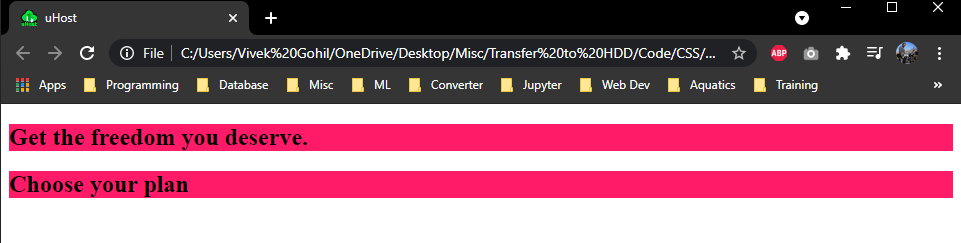 uHost
File C:/Users/Vivek%20Gohil/OneDrive/Desktop/Misc/Transfer%20to%20HDD/Code/CSS/... ABP
Apps Programming Database Misc ML Converter Jupyter Web Dev Aquatics Training »
Get the freedom you deserve.
Choose your plan